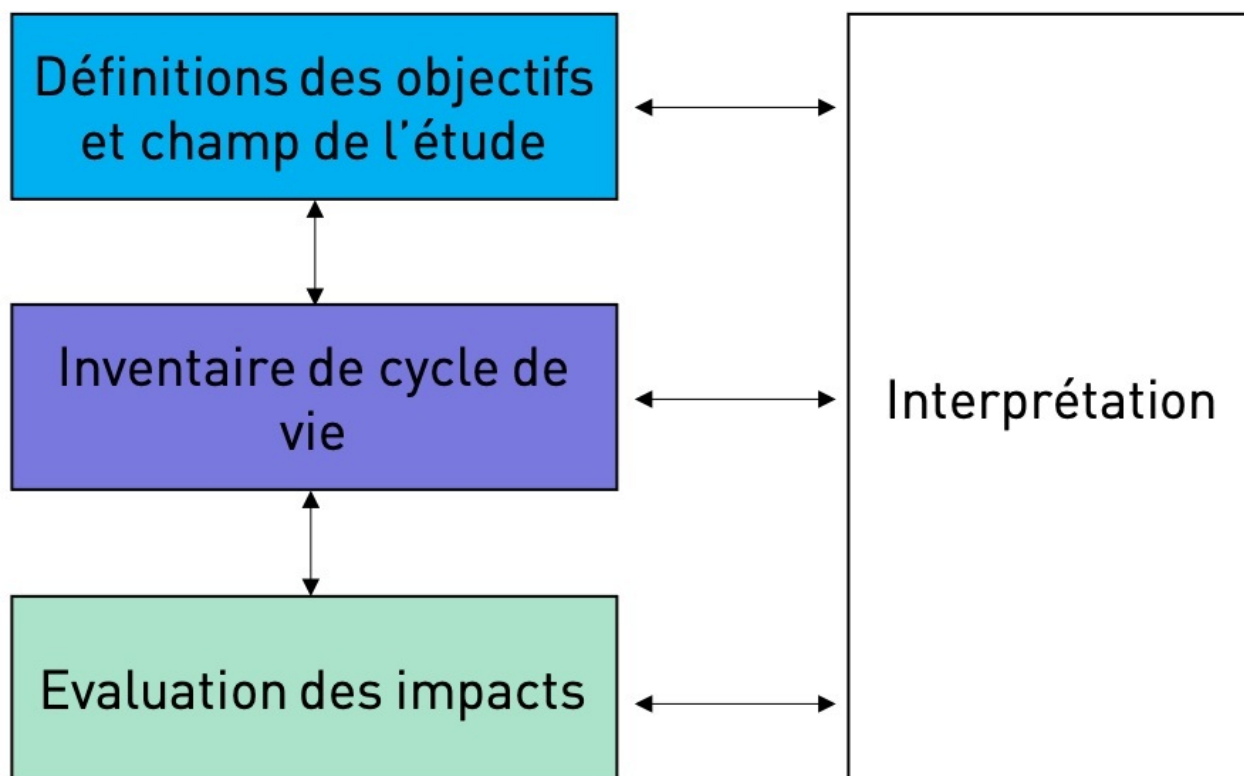 Définitions des objectifs
et champ de l'étude
Inventaire de cycle de
vie
Interprétation
Evaluation des impacts